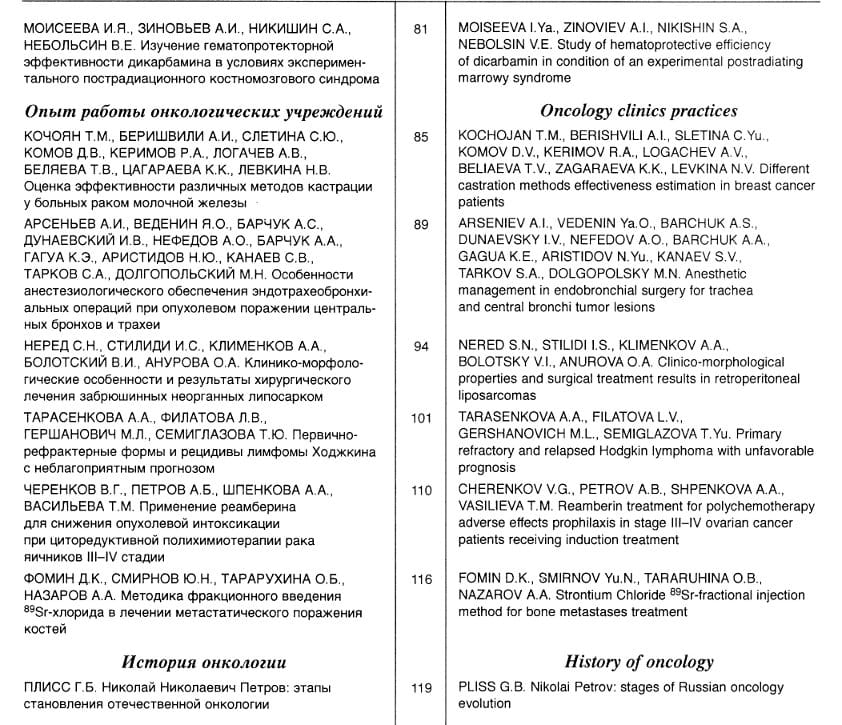 МОИСЕЕВА И.Я., ЗИНОВЬЕВ А.И., НИКИШИН С.А.,
НЕБОЛЬСИН В.Е. Изучение гематопротекторной
эффективности дикарбамина в условиях эксперимен-
тального пострадиационного костномозгового синдрома
81
MOISEEVA I.Ya., ZINOVIEV A.I., NIKISHIN S.A.,
NEBOLSIN V.E. Study of hematoprotective efficiency
of dicarbamin in condition of an experimental postradiating
marrowy syndrome
Опыт работы онкологических учреждений
Oncology clinics practices
КОЧОЯН Т.М., БЕРИШВИЛИ А.И., СЛЕТИНА С.Ю.,
КОМОВ Д.В., КЕРИМОВ Р.А., ЛОГАЧЕВ А.В.,
БЕЛЯЕВА Т.В., ЦАГАРАЕВА К.К., ЛЕВКИНА Н.В.
Оценка эффективности различных методов кастрации
у больных раком молочной железы
85
KOCHOJAN T.M., BERISHVILI A.I., SLETINA C.Yu.,
KOMOV D.V., KERIMOV R.A., LOGACHEV A.V.,
BELIAEVA T.V., ZAGARAEVA K.K., LEVKINA N.V. Different
castration methods effectiveness estimation in breast cancer
patients
АРСЕНЬЕВ А.И., ВЕДЕНИН Я.О., БАРЧУК А.С.,
ДУНАЕВСКИЙ И.В., НЕФЕДОВ А.О., БАРЧУК А.А.,
ГАГУА К.Э., АРИСТИДОВ Н.Ю., КАНАЕВ С.В.,
ТАРКОВ С.А., ДОЛГОПОЛЬСКИЙ М.Н. Особенности
анестезиологического обеспечения эндотрахеобронхи-
альных операций при опухолевом поражении централь-
ных бронхов и трахеи
89
ARSENIEV A.I., VEDENIN Ya.O., BARCHUK A.S.,
DUNAEVSKY I.V., NEFEDOV A.O., BARCHUK A.A.,
GAGUA K.E., ARISTIDOV N.Yu., KANAEV S.V.,
TARKOV S.A., DOLGOPOLSKY M.N. Anesthetic
management in endobronchial surgery for trachea
and central bronchi tumor lesions
НЕРЕД С.Н., СТИЛИДИ И.С., КЛИМЕНКОВ А.А.,
БОЛОТСКИЙ В.И., АНУРОВА О.А. Клинико-морфоло-
гические особенности и результаты хирургического
лечения забрюшинных неорганных липосарком
94
NERED S.N., STILIDI I.S., KLIMENKOV A.A.,
BOLOTSKY V.I., ANUROVA O.A. Clinico-morphological
properties and surgical treatment results in retroperitoneal
liposarcomas
ТАРАСЕНКОВА А.А., ФИЛАТОВА Л.В.,
ГЕРШАНОВИЧ М.Л., СЕМИГЛАЗОВА Т.Ю. Первично-
рефрактерные формы и рецидивы лимфомы Ходжкина
с неблагоприятным прогнозом
101
TARASENKOVA A.A., FILATOVA L.V.,
GERSHANOVICH M.L., SEMIGLAZOVA T.Yu. Primary
refractory and relapsed Hodgkin lymphoma with unfavorable
prognosis
ЧЕРЕНКОВ В.Г., ПЕТРОВ А.Б., ШПЕНКОВА А.А.,
ВАСИЛЬЕВА Т.М. Применение реамберина
для снижения опухолевой интоксикации
при циторедуктивной полихимиотерапии рака
яичников III–IV стадии
110
CHERENKOV V.G., PETROV A.B., SHPENKOVA A.A.,
VASILIEVA T.M. Reamberin treatment for polychemotherapy
adverse effects prophilaxis in stage III–IV ovarian cancer
patients receiving induction treatment
ФОМИН Д.К., СМИРНОВ Ю.Н., ТАРАРУХИНА О.Б.,
НАЗАРОВ А.А. Методика фракционного введения
⁸⁹Sr-хлорида в лечении метастатического поражения
костей
116
FOMIN D.K., SMIRNOV Yu.N., TARARUHINA O.B.,
NAZAROV A.A. Strontium Chloride ⁸⁹Sr-fractional injection
method for bone metastases treatment
История онкологии
History of oncology
ПЛИСС Г.Б. Николай Николаевич Петров: этапы
становления отечественной онкологии
119
PLISS G.B. Nikolai Petrov: stages of Russian oncology
evolution